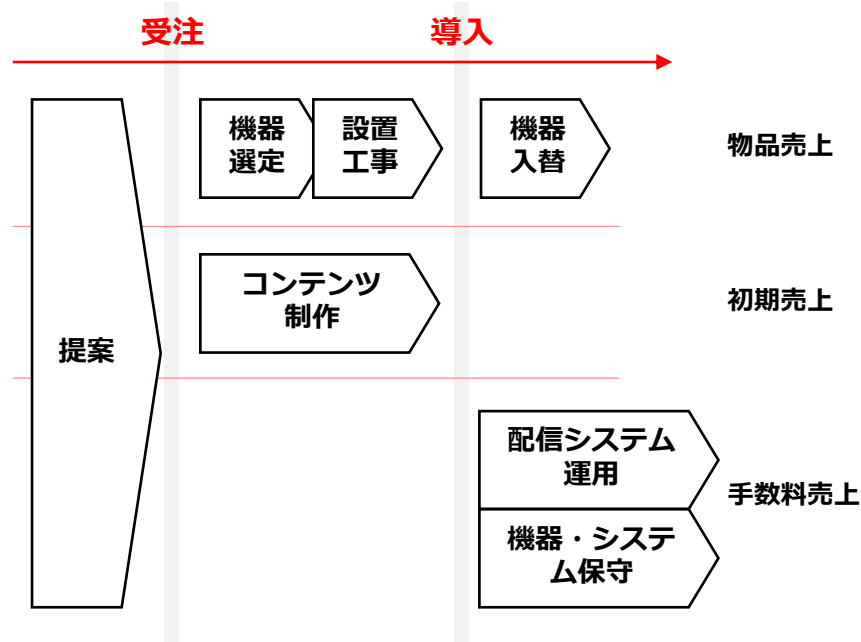 受注
導入
機器
選定
設置
工事
機器
入替
物品売上
コンテンツ
制作
初期売上
提案
配信システム
運用
手数料売上
機器・システ
ム保守